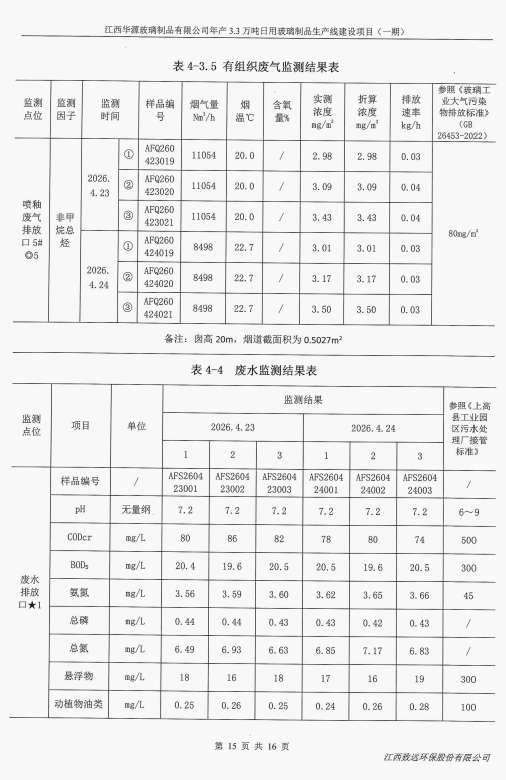 江西华源玻璃制品有限公司年产 3.3 万吨日用玻璃制品生产线建设项目（一期）
表 4-3.5 有组织废气监测结果表
监测点位 监测因子 监测时间 样品编号 烟气量 Nm³/h 烟温℃ 含氧量% 实测浓度 mg/m³ 折算浓度 mg/m³ 排放速率 kg/h 参照《玻璃工业大气污染物排放标准》（GB 26453-2022）
喷釉废气排放口 5# ◎5 非甲烷总烃 2026.4.23 ① AFQ260423019 11054 20.0 / 2.98 2.98 0.03 80mg/m³
② AFQ260423020 11054 20.0 / 3.09 3.09 0.04
③ AFQ260423021 11054 20.0 / 3.43 3.43 0.04
2026.4.24 ① AFQ260424019 8498 22.7 / 3.01 3.01 0.03
② AFQ260424020 8498 22.7 / 3.17 3.17 0.03
③ AFQ260424021 8498 22.7 / 3.50 3.50 0.03
备注：囱高 20m，烟道截面积为 0.5027m²
表 4-4 废水监测结果表
监测点位 项目 单位 监测结果 参照《上高县工业园区污水处理厂接管标准》
2026.4.23 2026.4.24
1 2 3 1 2 3
废水排放口★1 样品编号 / AFS260423001 AFS260423002 AFS260423003 AFS260424001 AFS260424002 AFS260424003 /
pH 无量纲 7.2 7.2 7.2 7.2 7.2 7.2 6～9
CODcr mg/L 80 86 82 78 80 74 500
BOD₅ mg/L 20.4 19.6 20.5 20.5 19.6 20.5 300
氨氮 mg/L 3.56 3.59 3.60 3.62 3.65 3.66 45
总磷 mg/L 0.44 0.44 0.43 0.43 0.42 0.43 /
总氮 mg/L 6.49 6.93 6.63 6.85 7.17 6.83 /
悬浮物 mg/L 18 16 18 17 16 19 300
动植物油类 mg/L 0.25 0.26 0.25 0.24 0.26 0.28 100
第 15 页 共 16 页
江西致远环保股份有限公司